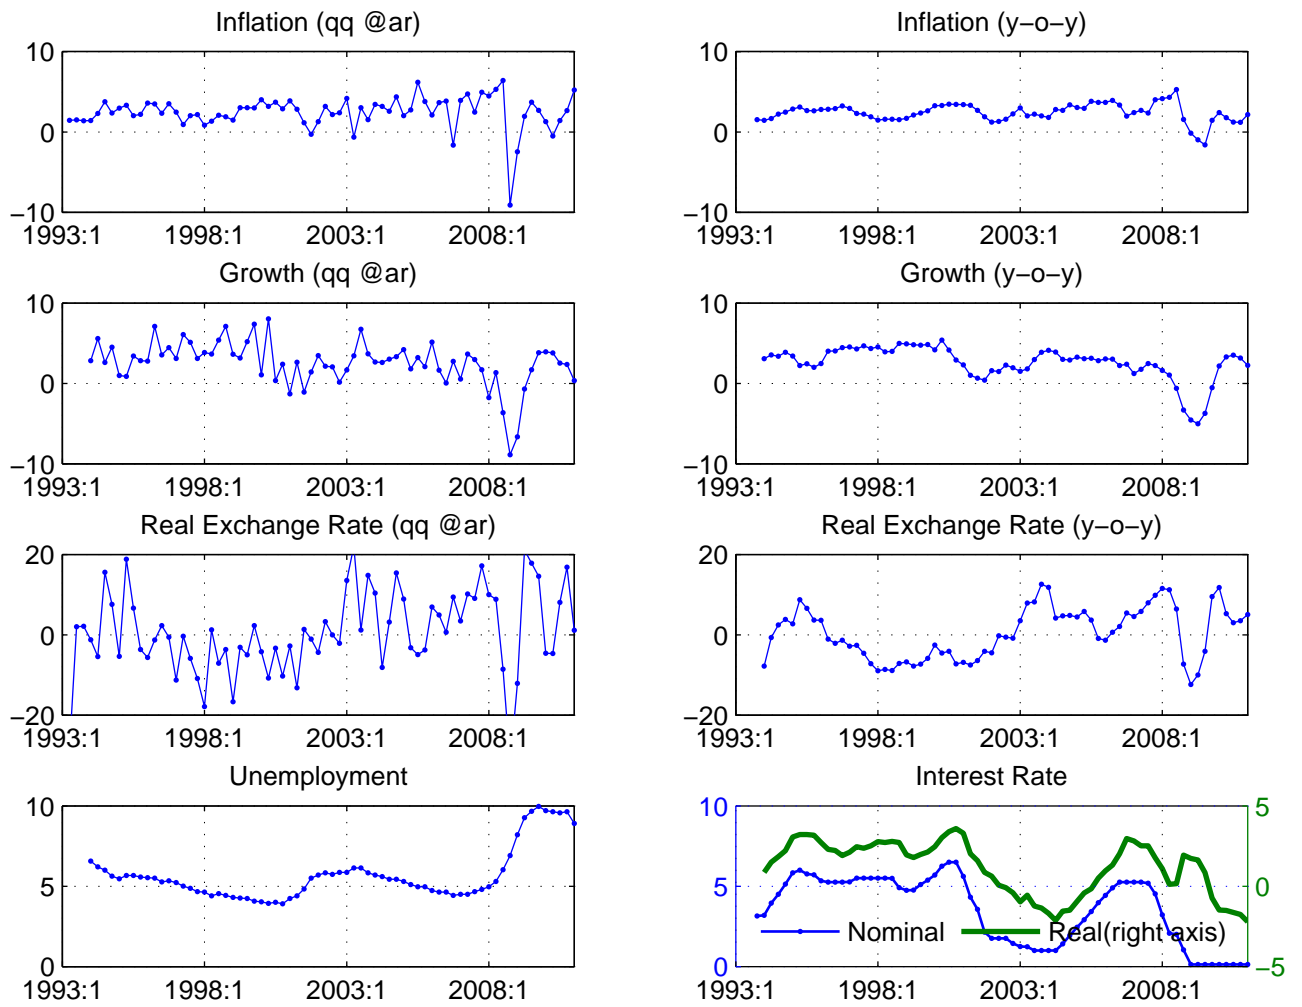 Inflation (qq @ar)
10
0
−10
1993:1 1998:1 2003:1 2008:1
Inflation (y−o−y)
10
0
−10
1993:1 1998:1 2003:1 2008:1
Growth (qq @ar)
10
0
−10
1993:1 1998:1 2003:1 2008:1
Growth (y−o−y)
10
0
−10
1993:1 1998:1 2003:1 2008:1
Real Exchange Rate (qq @ar)
20
0
−20
1993:1 1998:1 2003:1 2008:1
Real Exchange Rate (y−o−y)
20
0
−20
1993:1 1998:1 2003:1 2008:1
Unemployment
10
5
0
1993:1 1998:1 2003:1 2008:1
Interest Rate
10 5
5 0
Nominal Real(right axis)
0 −5
1993:1 1998:1 2003:1 2008:1